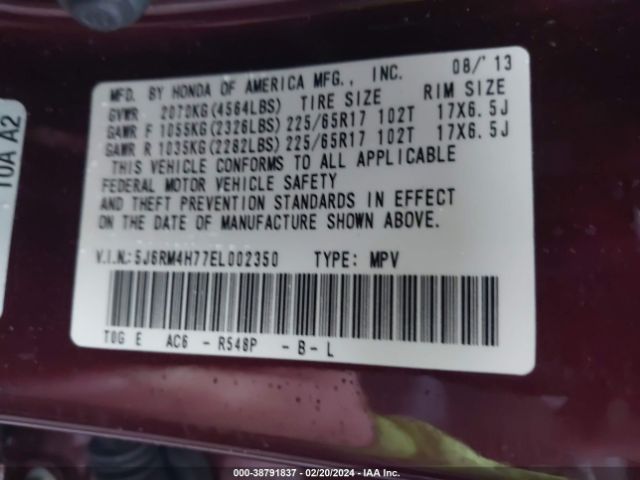 MFD. BY HONDA OF AMERICA MFG., INC. 08/'13
GVWR 2070KG(4564LBS) TIRE SIZE RIM SIZE
GAWR F 1055KG(2326LBS) 225/65R17 102T 17X6.5J
GAWR R 1035KG(2282LBS) 225/65R17 102T 17X6.5J
THIS VEHICLE CONFORMS TO ALL APPLICABLE
FEDERAL MOTOR VEHICLE SAFETY
AND THEFT PREVENTION STANDARDS IN EFFECT
ON THE DATE OF MANUFACTURE SHOWN ABOVE.
V.I.N.: 5J6RM4H77EL002350 TYPE: MPV
T0G E AC6 - R548P - B - L
10A A2
000-38791837 - 02/20/2024 - IAA Inc.